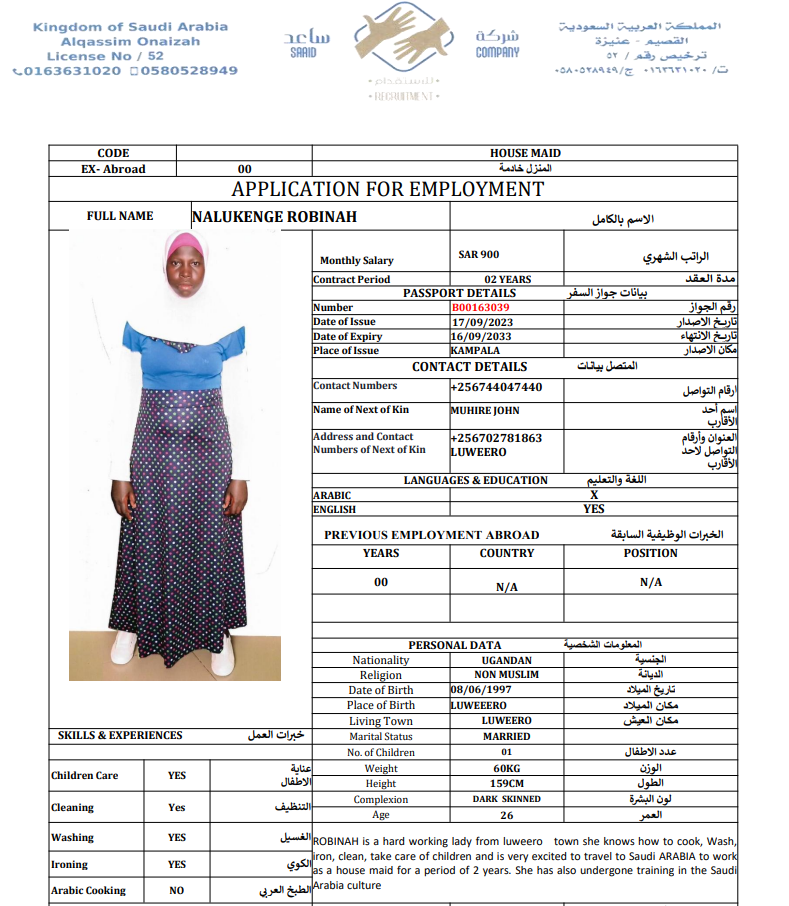 Kingdom of Saudi Arabia
Alqassim Onaizah
License No / 52
0163631020 0580528949
ساعد
SAAID
شركة
COMPANY
للاستقدام
RECRUITMENT
المملكة العربية السعودية
القصيم - عنيزة
ترخيص رقم / ٥٢
ت/ ٠١٦٣٦٣١٠٢٠ ج/٠٥٨٠٥٢٨٩٤٩
CODE HOUSE MAID
EX- Abroad 00 المنزل خادمة
APPLICATION FOR EMPLOYMENT
FULL NAME NALUKENGE ROBINAH الاسم بالكامل
Monthly Salary SAR 900 الراتب الشهري
Contract Period 02 YEARS مدة العقد
PASSPORT DETAILS بيانات جواز السفر
Number B00163039 رقم الجواز
Date of Issue 17/09/2023 تاريخ الاصدار
Date of Expiry 16/09/2033 تاريخ الانتهاء
Place of Issue KAMPALA مكان الاصدار
CONTACT DETAILS المتصل بيانات
Contact Numbers +256744047440 ارقام التواصل
Name of Next of Kin MUHIRE JOHN اسم أحد
الأقارب
Address and Contact +256702781863 العنوان وأرقام
Numbers of Next of Kin LUWEERO التواصل لاحد
الأقارب
LANGUAGES & EDUCATION اللغة والتعليم
ARABIC X
ENGLISH YES
PREVIOUS EMPLOYMENT ABROAD الخبرات الوظيفية السابقة
YEARS COUNTRY POSITION
00 N/A N/A
PERSONAL DATA المعلومات الشخصية
Nationality UGANDAN الجنسية
Religion NON MUSLIM الديانة
Date of Birth 08/06/1997 تاريخ الميلاد
Place of Birth LUWEEERO مكان الميلاد
Living Town LUWEERO مكان العيش
Marital Status MARRIED
No. of Children 01 عدد الاطفال
Weight 60KG الوزن
Height 159CM الطول
Complexion DARK SKINNED لون البشرة
Age 26 العمر
SKILLS & EXPERIENCES خبرات العمل
Children Care YES عناية
الاطفال
Cleaning Yes التنظيف
Washing YES الغسيل
Ironing YES الكوي
Arabic Cooking NO الطبخ العربي
ROBINAH is a hard working lady from luweero town she knows how to cook, Wash,
iron, clean, take care of children and is very excited to travel to Saudi ARABIA to work
as a house maid for a period of 2 years. She has also undergone training in the Saudi
Arabia culture